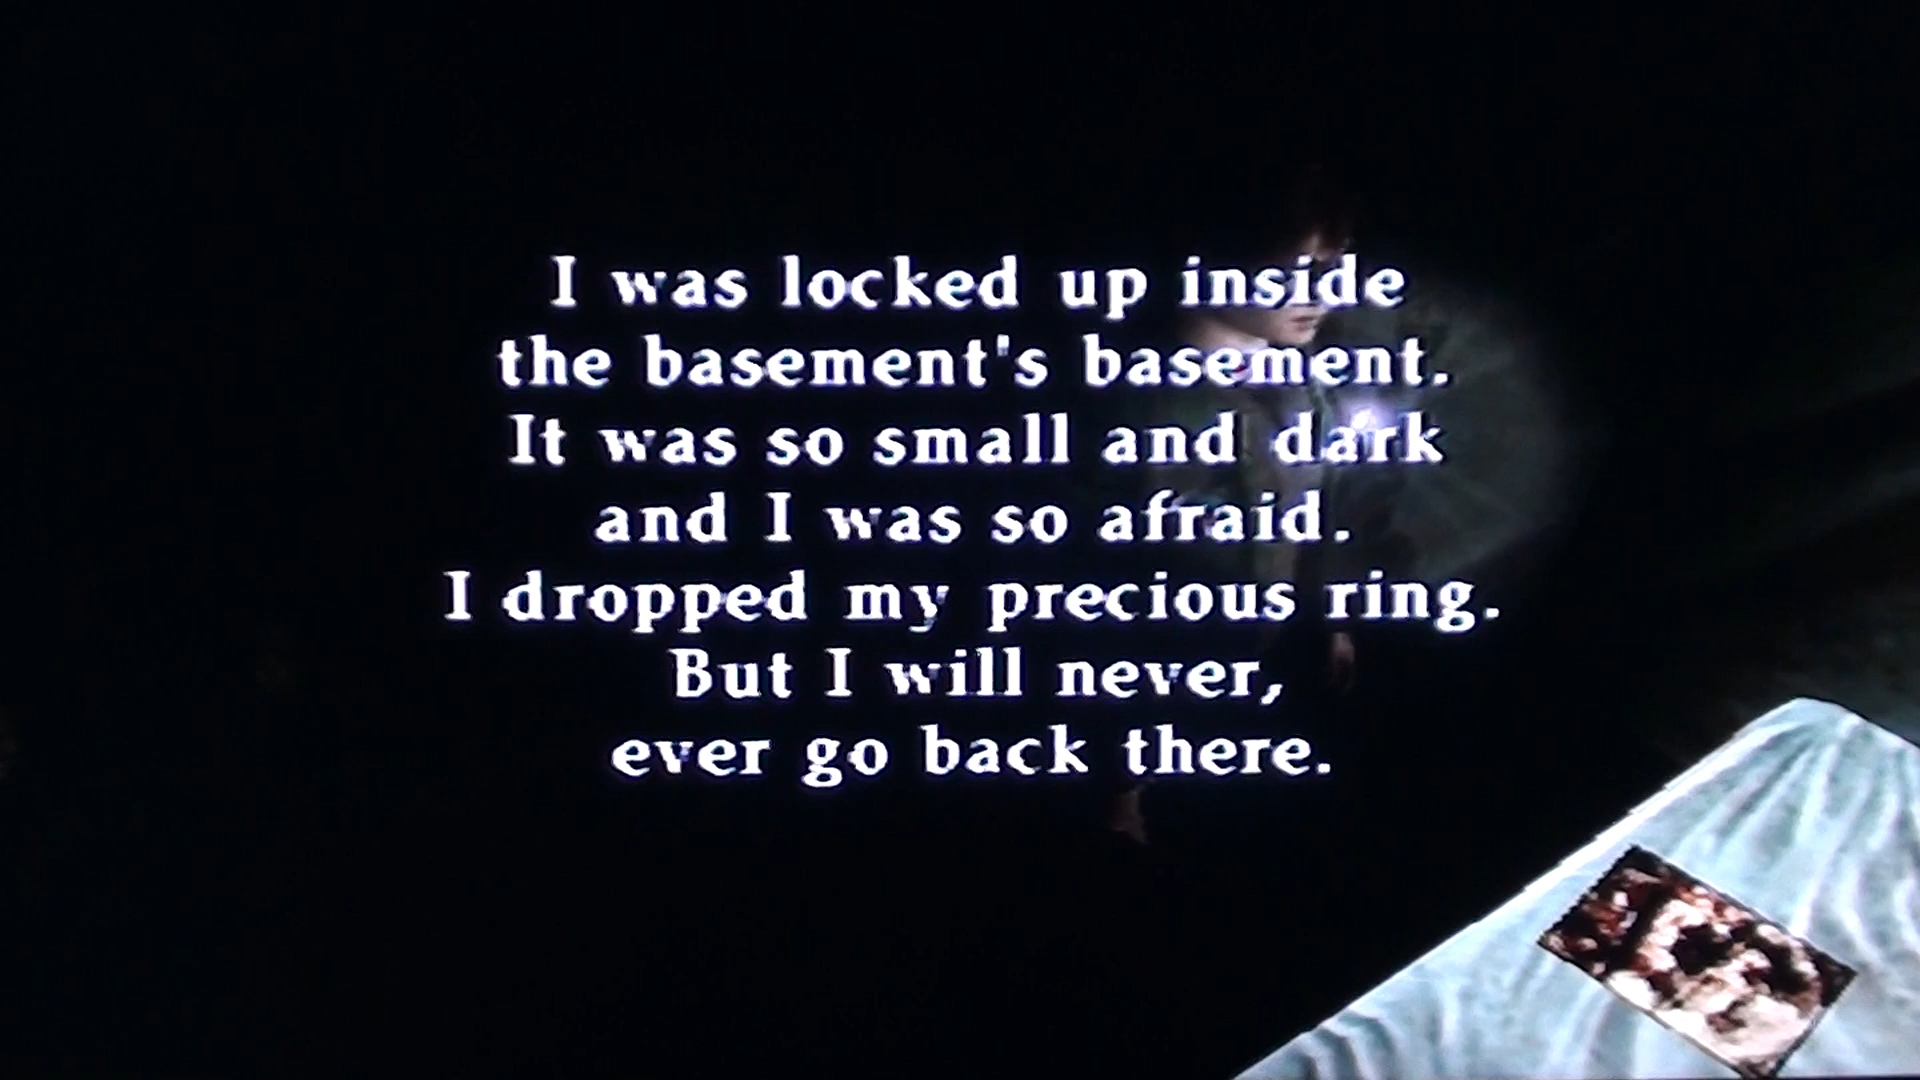 I was locked up inside
the basement's basement.
It was so small and dark
and I was so afraid.
I dropped my precious ring.
But I will never,
ever go back there.